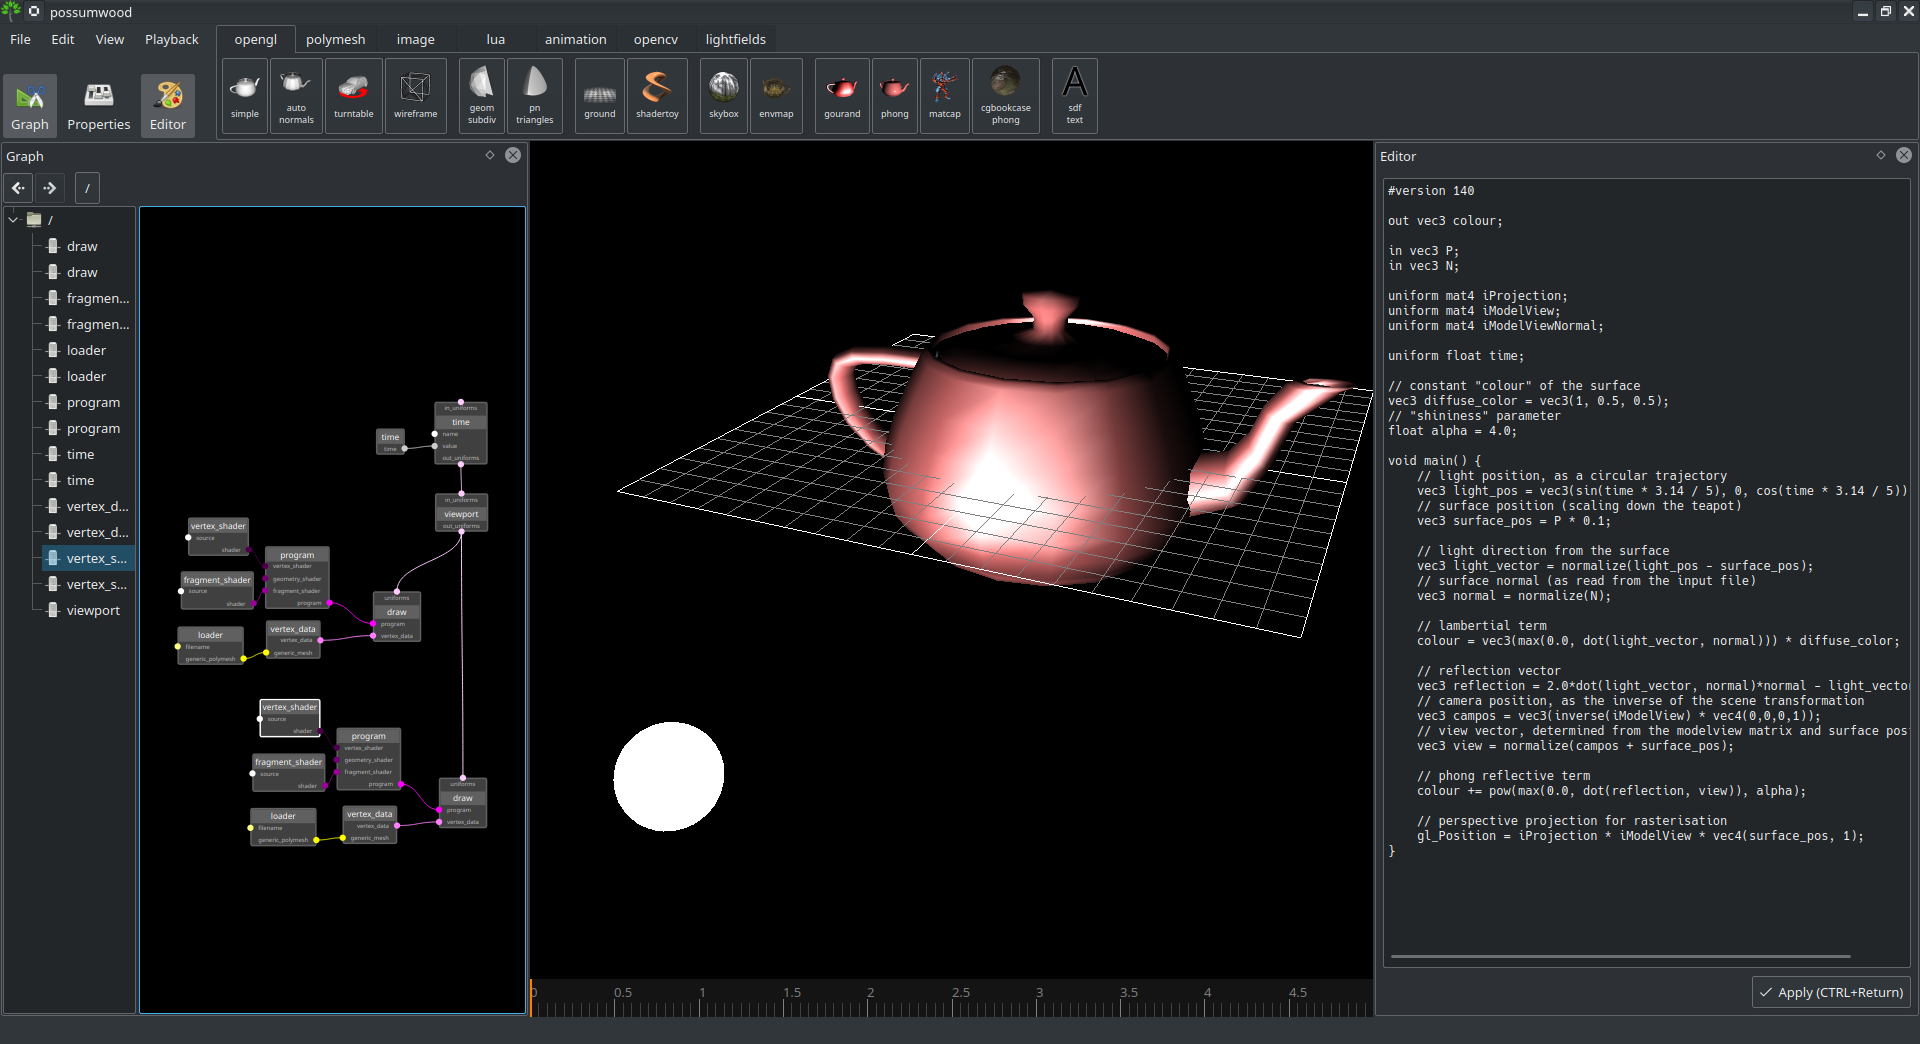 possumwood
File Edit View Playback
opengl polymesh image lua animation opencv lightfields
Graph Properties Editor
simple auto normals turntable wireframe geom subdiv pn triangles ground shadertoy skybox envmap gourand phong matcap cgbookcase phong sdf text
A
Graph
/
/
draw
draw
fragmen...
fragmen...
loader
loader
program
program
time
time
vertex_d...
vertex_d...
vertex_s...
vertex_s...
viewport
in_uniforms
time
name
value
out_uniforms
time
time
in_uniforms
viewport
out_uniforms
vertex_shader
source
shader
program
vertex_shader
geometry_shader
fragment_shader
program
fragment_shader
source
shader
uniforms
draw
program
vertex_data
loader
filename
generic_polymesh
vertex_data
vertex_data
generic_mesh
vertex_shader
source
shader
program
vertex_shader
geometry_shader
fragment_shader
program
fragment_shader
source
shader
uniforms
draw
program
vertex_data
loader
filename
generic_polymesh
vertex_data
vertex_data
generic_mesh
0 0.5 1 1.5 2 2.5 3 3.5 4 4.5
Editor
#version 140
out vec3 colour;
in vec3 P;
in vec3 N;
uniform mat4 iProjection;
uniform mat4 iModelView;
uniform mat4 iModelViewNormal;
uniform float time;
// constant "colour" of the surface
vec3 diffuse_color = vec3(1, 0.5, 0.5);
// "shininess" parameter
float alpha = 4.0;
void main() {
// light position, as a circular trajectory
vec3 light_pos = vec3(sin(time * 3.14 / 5), 0, cos(time * 3.14 / 5))
// surface position (scaling down the teapot)
vec3 surface_pos = P * 0.1;
// light direction from the surface
vec3 light_vector = normalize(light_pos - surface_pos);
// surface normal (as read from the input file)
vec3 normal = normalize(N);
// lambertial term
colour = vec3(max(0.0, dot(light_vector, normal))) * diffuse_color;
// reflection vector
vec3 reflection = 2.0*dot(light_vector, normal)*normal - light_vecto
// camera position, as the inverse of the scene transformation
vec3 campos = vec3(inverse(iModelView) * vec4(0,0,0,1));
// view vector, determined from the modelview matrix and surface pos
vec3 view = normalize(campos + surface_pos);
// phong reflective term
colour += pow(max(0.0, dot(reflection, view)), alpha);
// perspective projection for rasterisation
gl_Position = iProjection * iModelView * vec4(surface_pos, 1);
}
Apply (CTRL+Return)